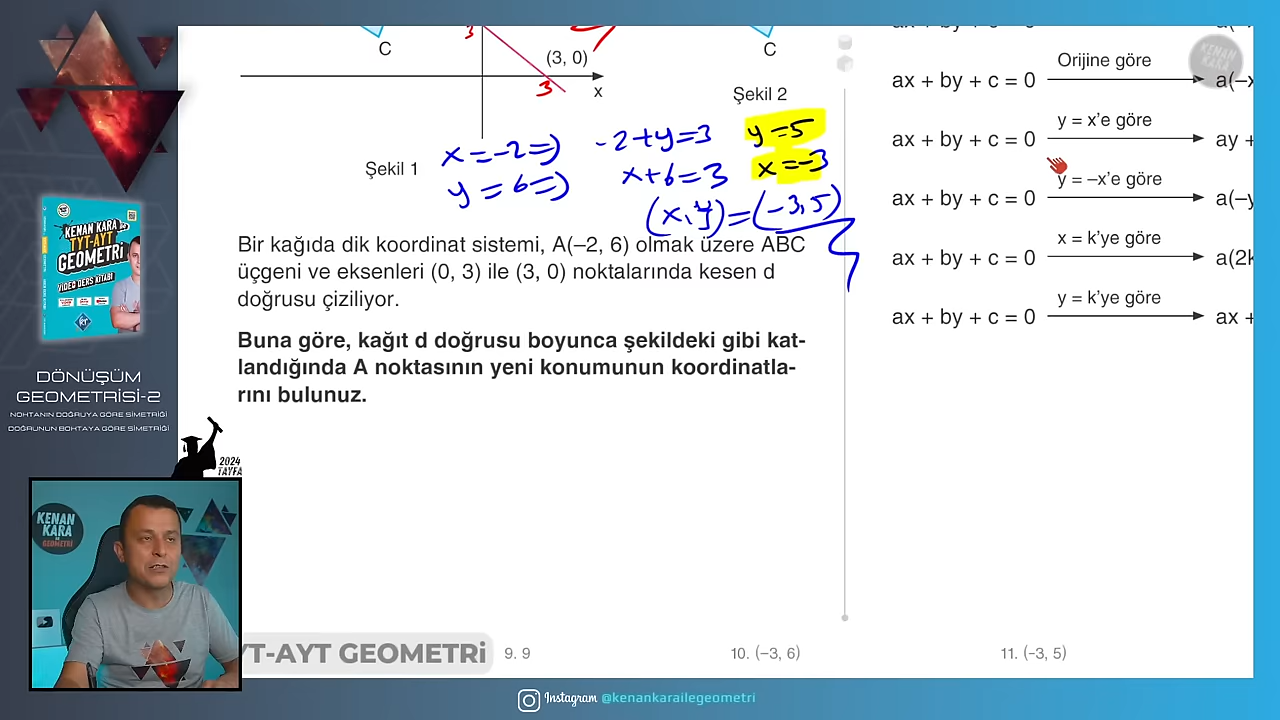 C
C
3
(3, 0)
3
x
Şekil 2
Şekil 1
x=-2⇒ -2+y=3 y=5
y=6⇒ x+6=3 x=-3
(x,y)=(-3,5)
Bir kağıda dik koordinat sistemi, A(–2, 6) olmak üzere ABC
üçgeni ve eksenleri (0, 3) ile (3, 0) noktalarında kesen d
doğrusu çiziliyor.
Buna göre, kağıt d doğrusu boyunca şekildeki gibi kat-
landığında A noktasının yeni konumunun koordinatla-
rını bulunuz.
ax + by + c = 0 Orijine göre a(–x
ax + by + c = 0 y = x'e göre ay +
ax + by + c = 0 y = –x'e göre a(–y
ax + by + c = 0 x = k'ye göre a(2k
ax + by + c = 0 y = k'ye göre ax +
KENAN
KARA
KENAN KARA
TYT-AYT
GEOMETRİ
VİDEO DERS KİTABI
DÖNÜŞÜM
GEOMETRİSİ-2
NOHTANIN DOĞRUYA GÖRE SİMETRİĞİ
DOĞRUNUN BOHTAYA GÖRE SİMETRİĞİ
2024
TAYFA
KENAN
KARA
GEOMETRİ
YT-AYT GEOMETRi
9. 9
10. (–3, 6)
11. (-3, 5)
Instagram @kenankarailegeometri